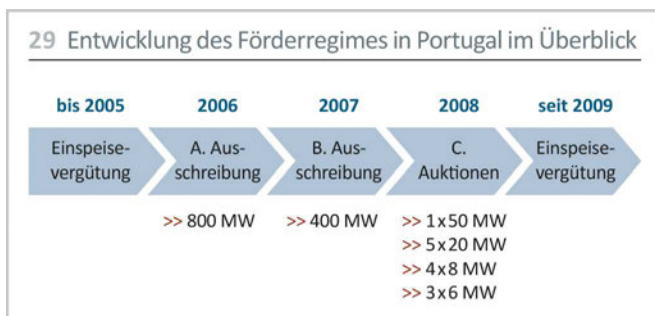 29 Entwicklung des Förderregimes in Portugal im Überblick
bis 2005 2006 2007 2008 seit 2009
Einspeise- A. Aus- B. Aus- C. Einspeise-
vergütung schreibung schreibung Auktionen vergütung
>> 800 MW >> 400 MW >> 1x50 MW
>> 5x20 MW
>> 4x8 MW
>> 3x6 MW